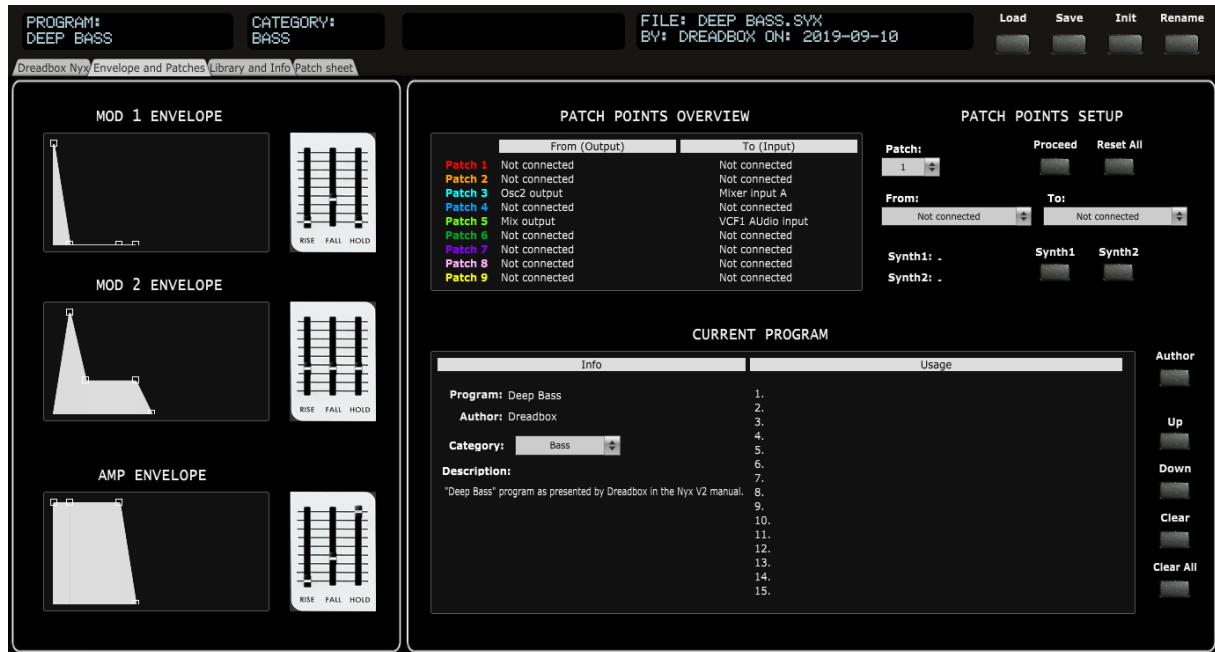 PROGRAM:
DEEP BASS
CATEGORY:
BASS
FILE: DEEP BASS.SYX
BY: DREADBOX ON: 2019-09-10
Load Save Init Rename
Dreadbox Nyx Envelope and Patches Library and Info Patch sheet
MOD 1 ENVELOPE
RISE FALL HOLD
MOD 2 ENVELOPE
RISE FALL HOLD
AMP ENVELOPE
RISE FALL HOLD
PATCH POINTS OVERVIEW
From (Output) To (Input)
Patch 1 Not connected Not connected
Patch 2 Not connected Not connected
Patch 3 Osc2 output Mixer input A
Patch 4 Not connected Not connected
Patch 5 Mix output VCF1 AUdio input
Patch 6 Not connected Not connected
Patch 7 Not connected Not connected
Patch 8 Not connected Not connected
Patch 9 Not connected Not connected
PATCH POINTS SETUP
Patch: Proceed Reset All
1
From: To:
Not connected Not connected
Synth1: - Synth1 Synth2
Synth2: -
CURRENT PROGRAM
Info Usage
Program: Deep Bass
Author: Dreadbox
Category: Bass
Description:
"Deep Bass" program as presented by Dreadbox in the Nyx V2 manual.
1.
2.
3.
4.
5.
6.
7.
8.
9.
10.
11.
12.
13.
14.
15.
Author
Up
Down
Clear
Clear All